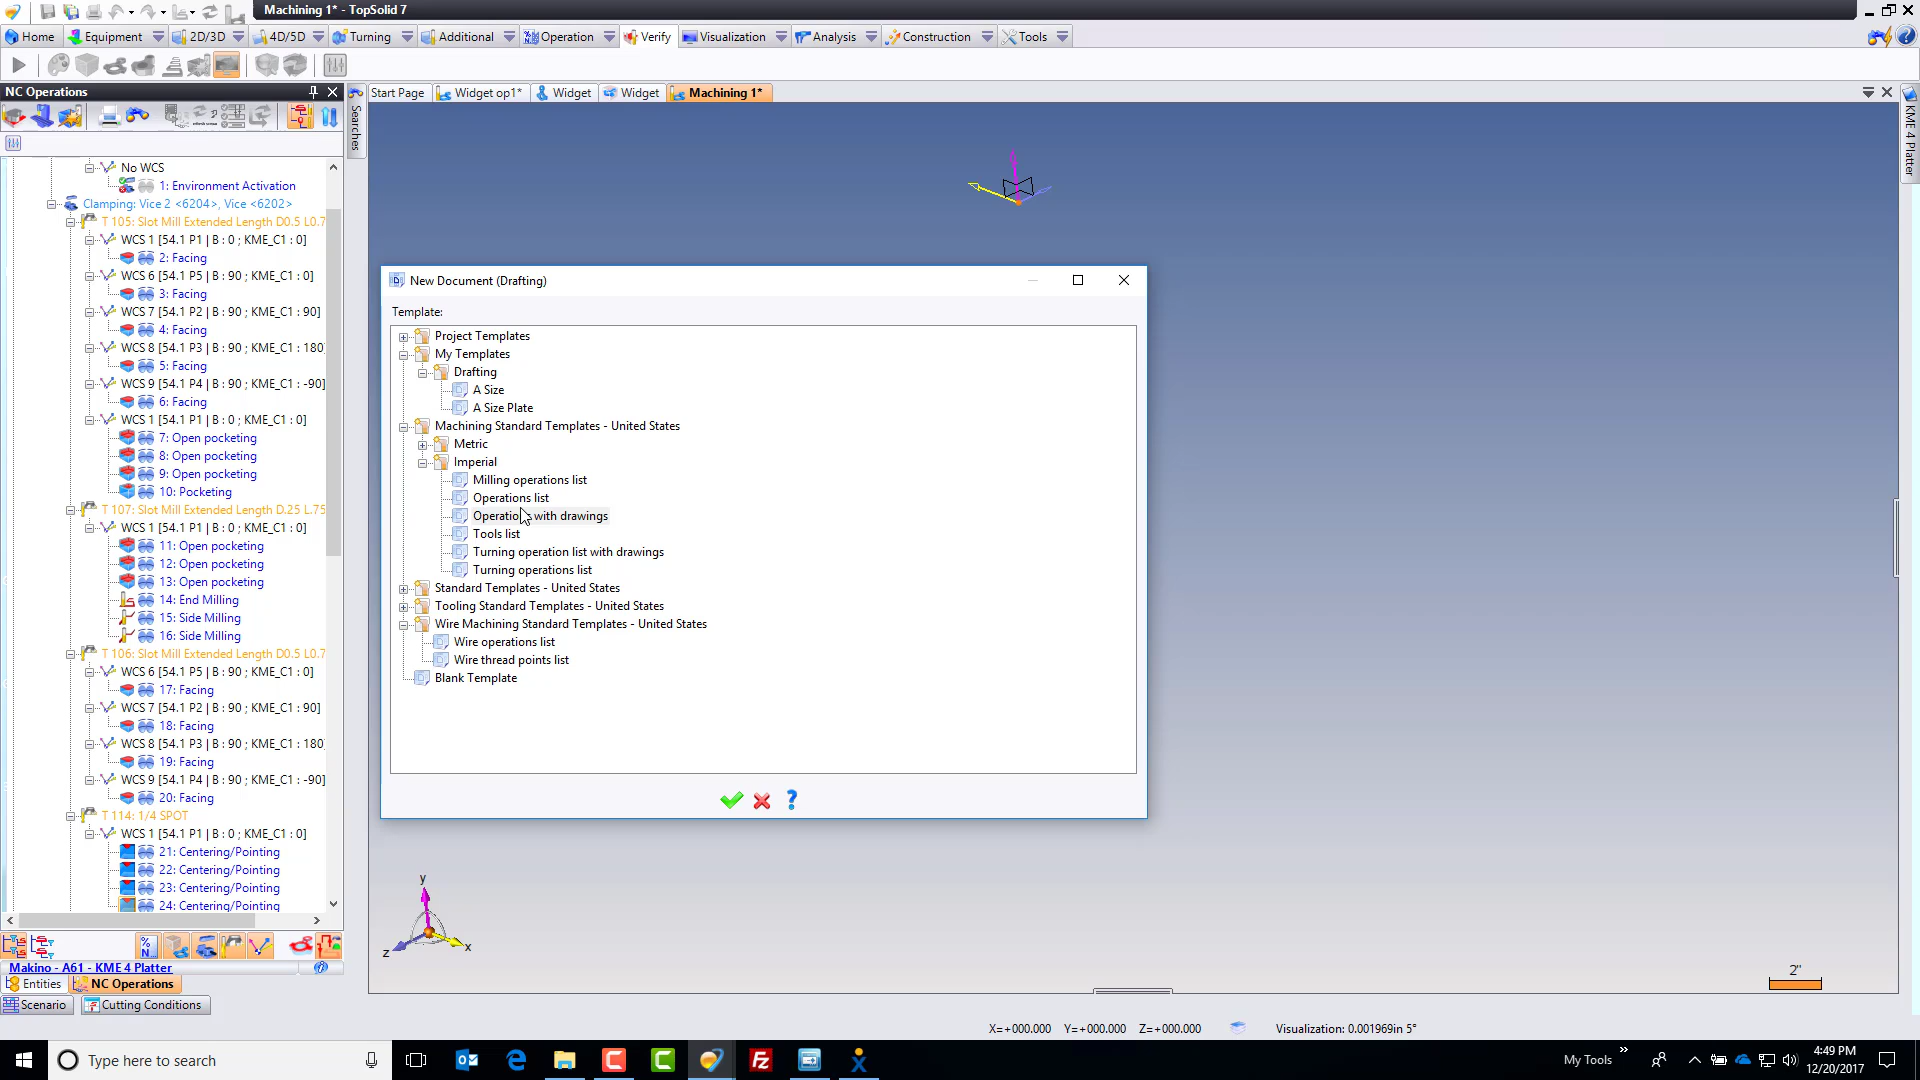 Machining 1* - TopSolid 7
Home
Equipment
2D/3D
4D/5D
Turning
Additional
Operation
Verify
Visualization
Analysis
Construction
Tools
NC Operations
Start Page
Widget op1*
Widget
Widget
Machining 1*
Searches
KME 4 Platter
No WCS
1: Environment Activation
Clamping: Vice 2 <6204>, Vice <6202>
T 105: Slot Mill Extended Length D0.5 L0.7
WCS 1 [54.1 P1 | B : 0 ; KME_C1 : 0]
2: Facing
WCS 6 [54.1 P5 | B : 90 ; KME_C1 : 0]
3: Facing
WCS 7 [54.1 P2 | B : 90 ; KME_C1 : 90]
4: Facing
WCS 8 [54.1 P3 | B : 90 ; KME_C1 : 180]
5: Facing
WCS 9 [54.1 P4 | B : 90 ; KME_C1 : -90]
6: Facing
WCS 1 [54.1 P1 | B : 0 ; KME_C1 : 0]
7: Open pocketing
8: Open pocketing
9: Open pocketing
10: Pocketing
T 107: Slot Mill Extended Length D.25 L.75
WCS 1 [54.1 P1 | B : 0 ; KME_C1 : 0]
11: Open pocketing
12: Open pocketing
13: Open pocketing
14: End Milling
15: Side Milling
16: Side Milling
T 106: Slot Mill Extended Length D0.5 L0.7
WCS 6 [54.1 P5 | B : 90 ; KME_C1 : 0]
17: Facing
WCS 7 [54.1 P2 | B : 90 ; KME_C1 : 90]
18: Facing
WCS 8 [54.1 P3 | B : 90 ; KME_C1 : 180]
19: Facing
WCS 9 [54.1 P4 | B : 90 ; KME_C1 : -90]
20: Facing
T 114: 1/4 SPOT
WCS 1 [54.1 P1 | B : 0 ; KME_C1 : 0]
21: Centering/Pointing
22: Centering/Pointing
23: Centering/Pointing
24: Centering/Pointing
Makino - A61 - KME 4 Platter
Entities
NC Operations
Scenario
Cutting Conditions
New Document (Drafting)
Template:
Project Templates
My Templates
Drafting
A Size
A Size Plate
Machining Standard Templates - United States
Metric
Imperial
Milling operations list
Operations list
Operations with drawings
Tools list
Turning operation list with drawings
Turning operations list
Standard Templates - United States
Tooling Standard Templates - United States
Wire Machining Standard Templates - United States
Wire operations list
Wire thread points list
Blank Template
y
z
x
2"
X=+000.000 Y=+000.000 Z=+000.000
Visualization: 0.001969in 5°
Type here to search
My Tools
4:49 PM
12/20/2017